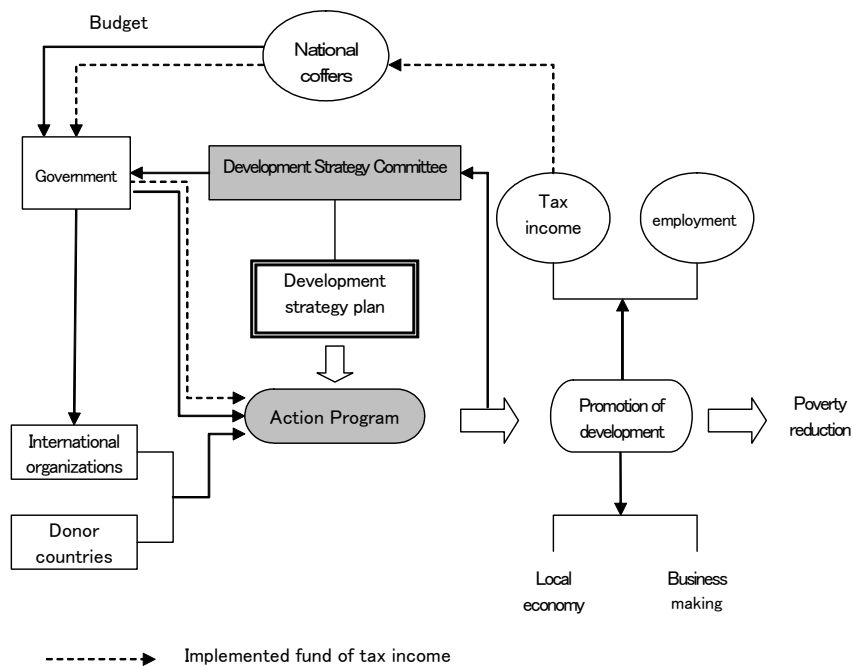 Budget
National
coffers
Government
Development Strategy Committee
Tax
income
employment
Development
strategy plan
Action Program
Promotion of
development
Poverty
reduction
International
organizations
Donor
countries
Local
economy
Business
making
Implemented fund of tax income